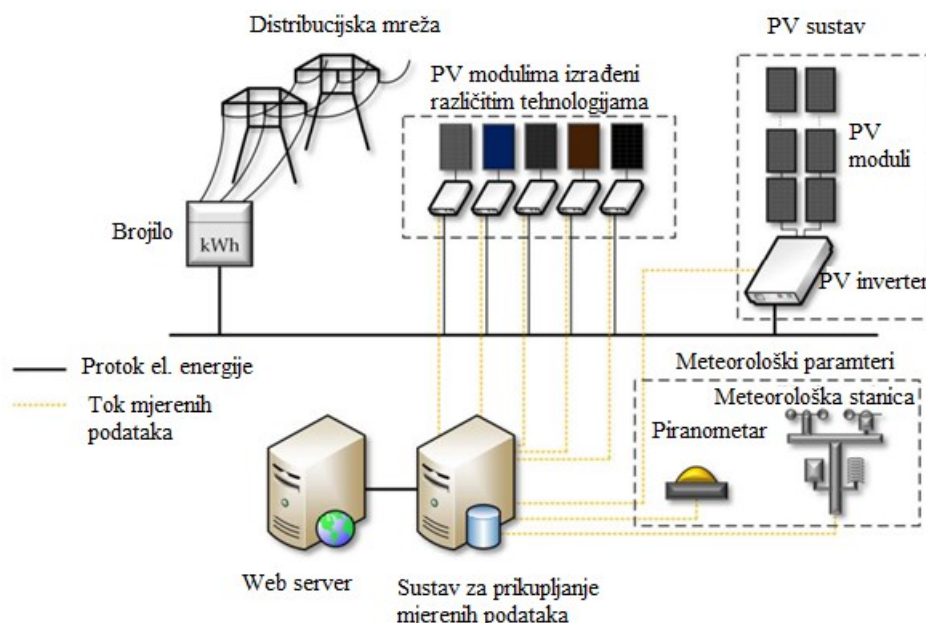 Distribucijska mreža
PV sustav
PV modulima izrađeni
različitim tehnologijama
PV
moduli
Brojilo
kWh
PV inverter
Protok el. energije
Tok mjerenih
podataka
Meteorološki paramteri
Meteorološka stanica
Piranometar
Web server
Sustav za prikupljanje
mjerenih podataka